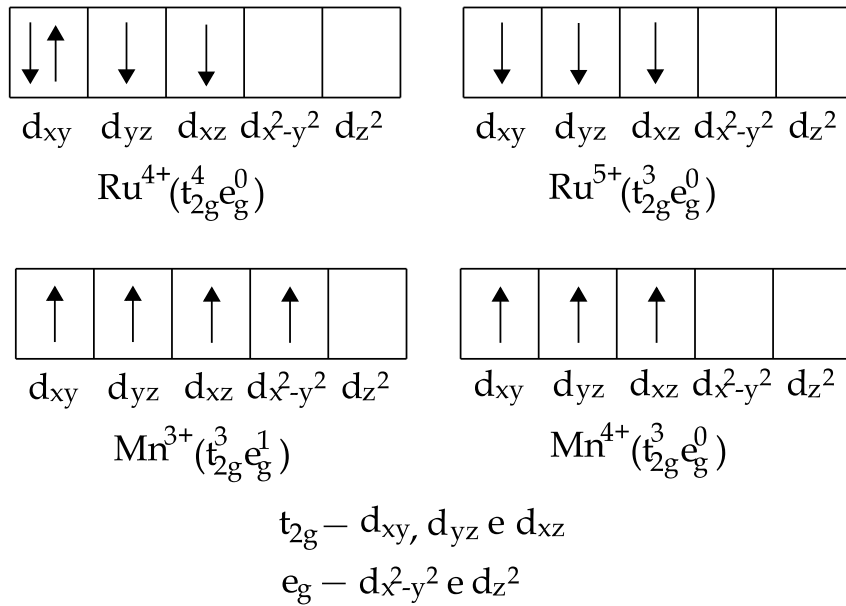 dxy dyz dxz dx²-y² dz² dxy dyz dxz dx²-y² dz²
Ru⁴⁺(t₂g⁴eg⁰) Ru⁵⁺(t₂g³eg⁰)
dxy dyz dxz dx²-y² dz² dxy dyz dxz dx²-y² dz²
Mn³⁺(t₂g³eg¹) Mn⁴⁺(t₂g³eg⁰)
t₂g – dxy, dyz e dxz
eg – dx²-y² e dz²